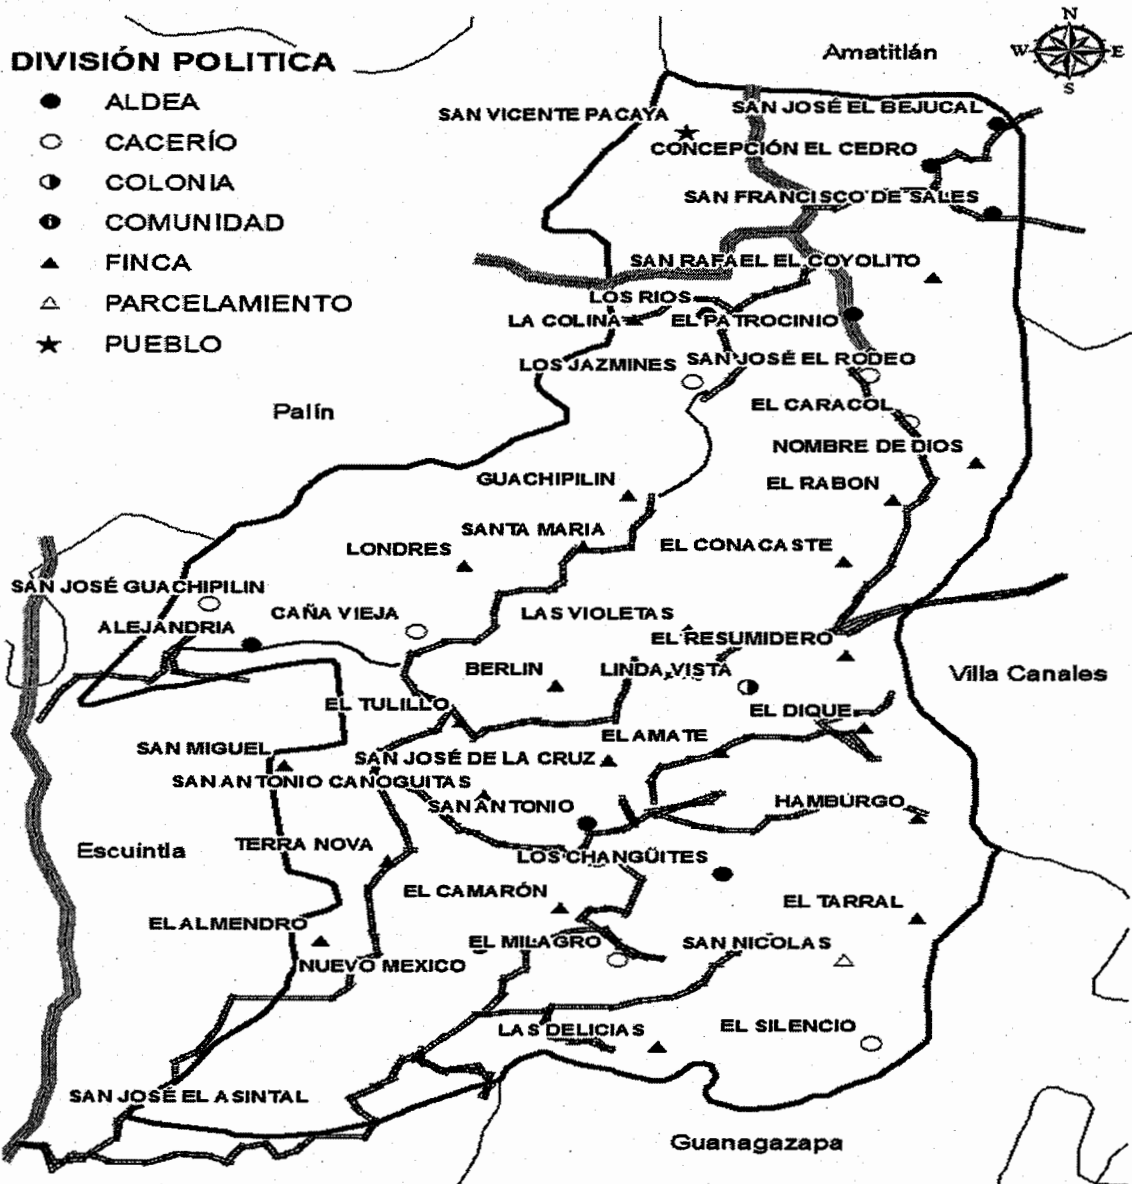 N
Amatitlán
W E
S
DIVISIÓN POLITICA
ALDEA
CACERÍO
COLONIA
COMUNIDAD
FINCA
PARCELAMIENTO
PUEBLO
SAN VICENTE PACAYA
SAN JOSÉ EL BEJUCAL
CONCEPCIÓN EL CEDRO
SAN FRANCISCO DE SALES
SAN RAFAEL EL COYOLITO
LOS RIOS
LA COLINA
EL PATROCINIO
LOS JAZMINES
SAN JOSÉ EL RODEO
Palín
EL CARACOL
NOMBRE DE DIOS
GUACHIPILIN
EL RABON
SANTA MARIA
LONDRES
EL CONACASTE
SAN JOSÉ GUACHIPILIN
CAÑA VIEJA
LAS VIOLETAS
ALEJANDRIA
EL RESUMIDERO
BERLIN
LINDA VISTA
Villa Canales
EL TULILLO
EL DIQUE
EL AMATE
SAN MIGUEL
SAN JOSÉ DE LA CRUZ
SAN ANTONIO CAÑOGUITAS
SAN ANTONIO
HAMBURGO
TERRA NOVA
Escuintla
LOS CHANGÜITES
EL CAMARÓN
EL TARRAL
EL ALMENDRO
EL MILAGRO
SAN NICOLAS
NUEVO MEXICO
LAS DELICIAS
EL SILENCIO
SAN JOSÉ EL ASINTAL
Guanagazapa